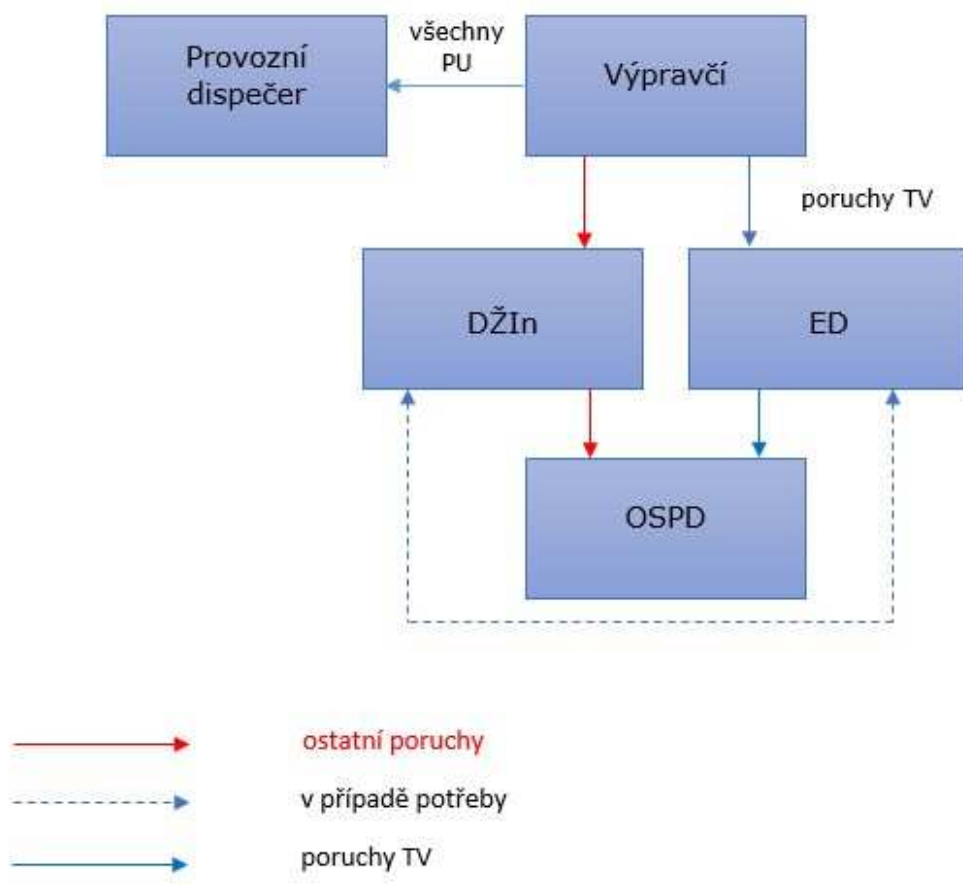 Provozní
dispečer
všechny
PU
Výpravčí
poruchy TV
DŽIn
ED
OSPD
ostatní poruchy
v případě potřeby
poruchy TV